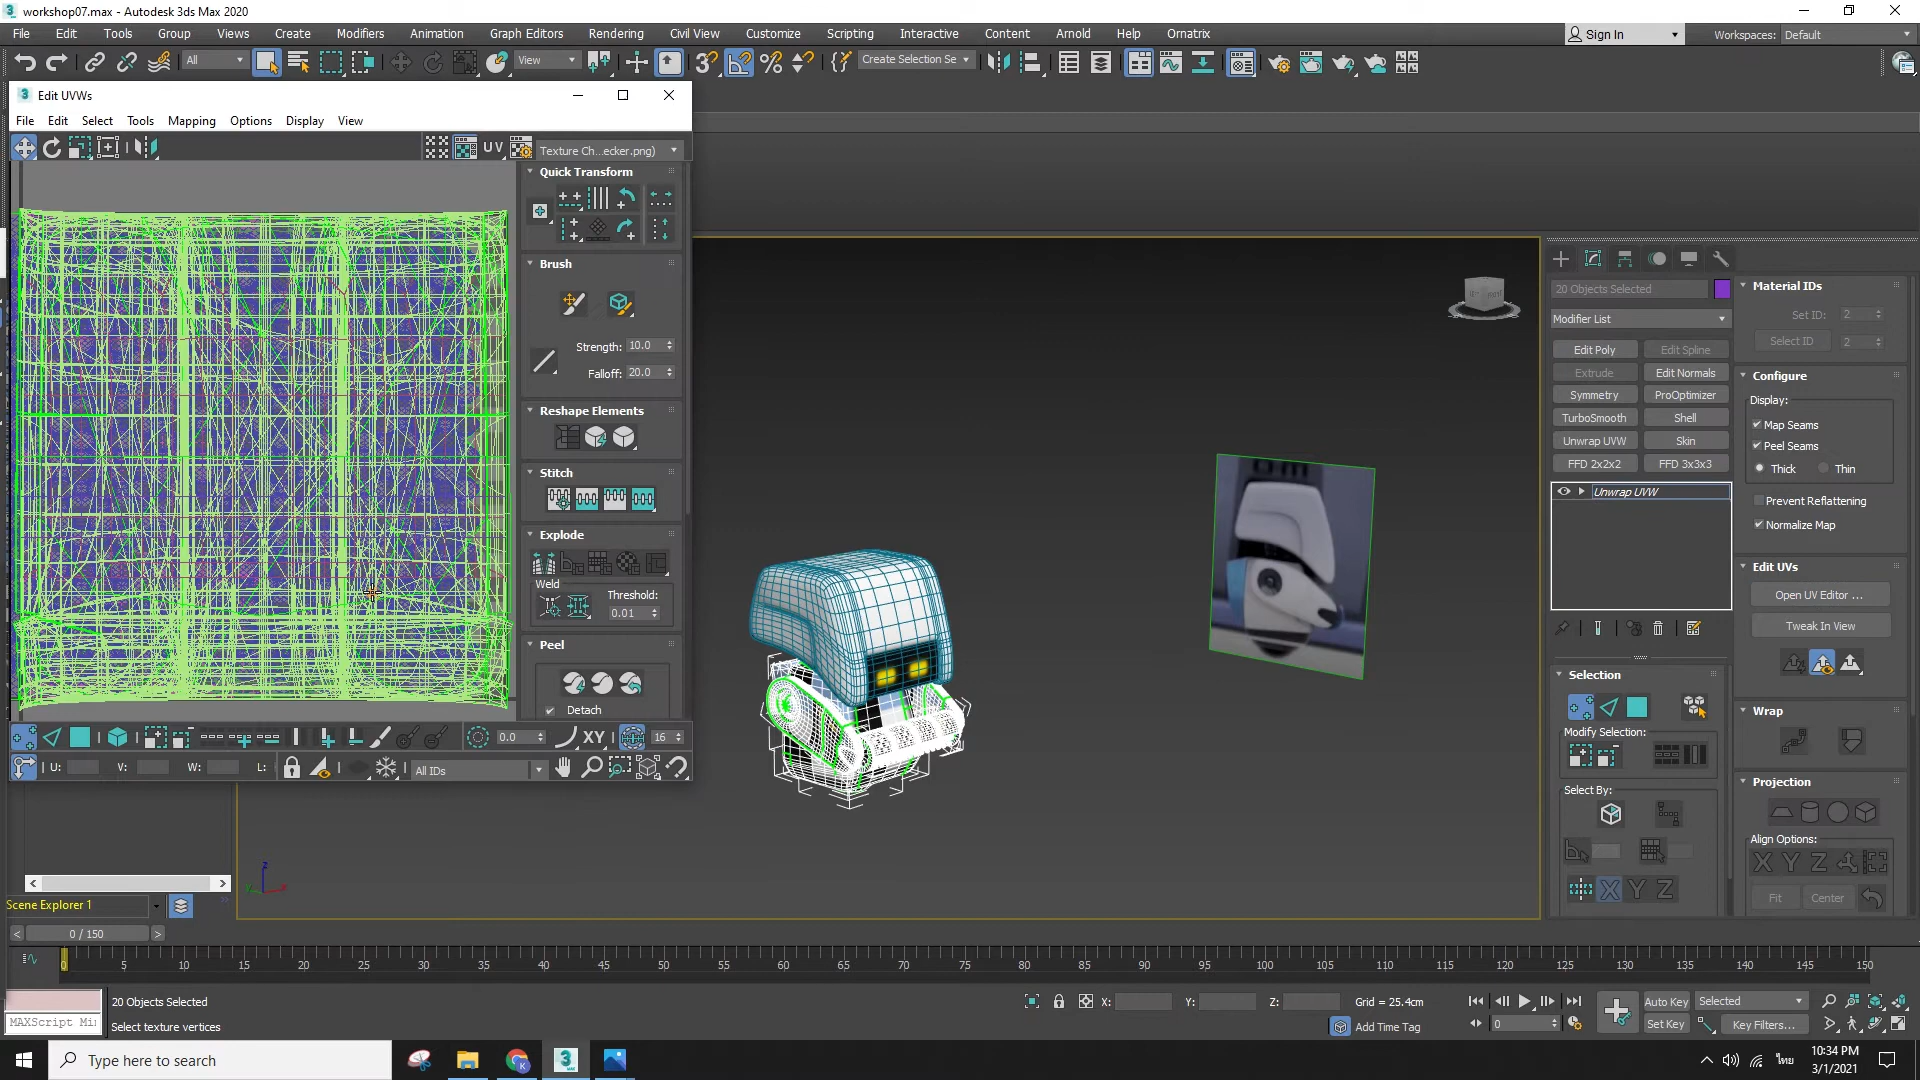 workshop07.max - Autodesk 3ds Max 2020
File Edit Tools Group Views Create Modifiers Animation Graph Editors Rendering Civil View Customize Scripting Interactive Content Arnold Help Ornatrix
Sign In
Workspaces: Default
All
View
Create Selection Se
Edit UVWs
File Edit Select Tools Mapping Options Display View
UV
Texture Ch...ecker.png)
Quick Transform
Brush
Strength: 10.0
Falloff: 20.0
Reshape Elements
Stitch
Explode
Weld
Threshold:
0.01
Peel
Detach
0.0
XY
16
U: V: W: L:
All IDs
20 Objects Selected
Modifier List
Edit Poly Edit Spline
Extrude Edit Normals
Symmetry ProOptimizer
TurboSmooth Shell
Unwrap UVW Skin
FFD 2x2x2 FFD 3x3x3
Unwrap UVW
Selection
Modify Selection:
Select By:
X Y Z
Material IDs
Set ID: 2
Select ID 2
Configure
Display:
Map Seams
Peel Seams
Thick Thin
Prevent Reflattening
Normalize Map
Edit UVs
Open UV Editor ...
Tweak In View
Wrap
Projection
Align Options:
X Y Z
Fit Center
Scene Explorer 1
0 / 150
0 5 10 15 20 25 30 35 40 45 50 55 60 65 70 75 80 85 90 95 100 105 110 115 120 125 130 135 140 145 150
20 Objects Selected
MAXScript Mi
Select texture vertices
X: Y: Z: Grid = 25.4cm
Add Time Tag
0
Auto Key Selected
Set Key Key Filters...
Type here to search
ไทย
10:34 PM
3/1/2021